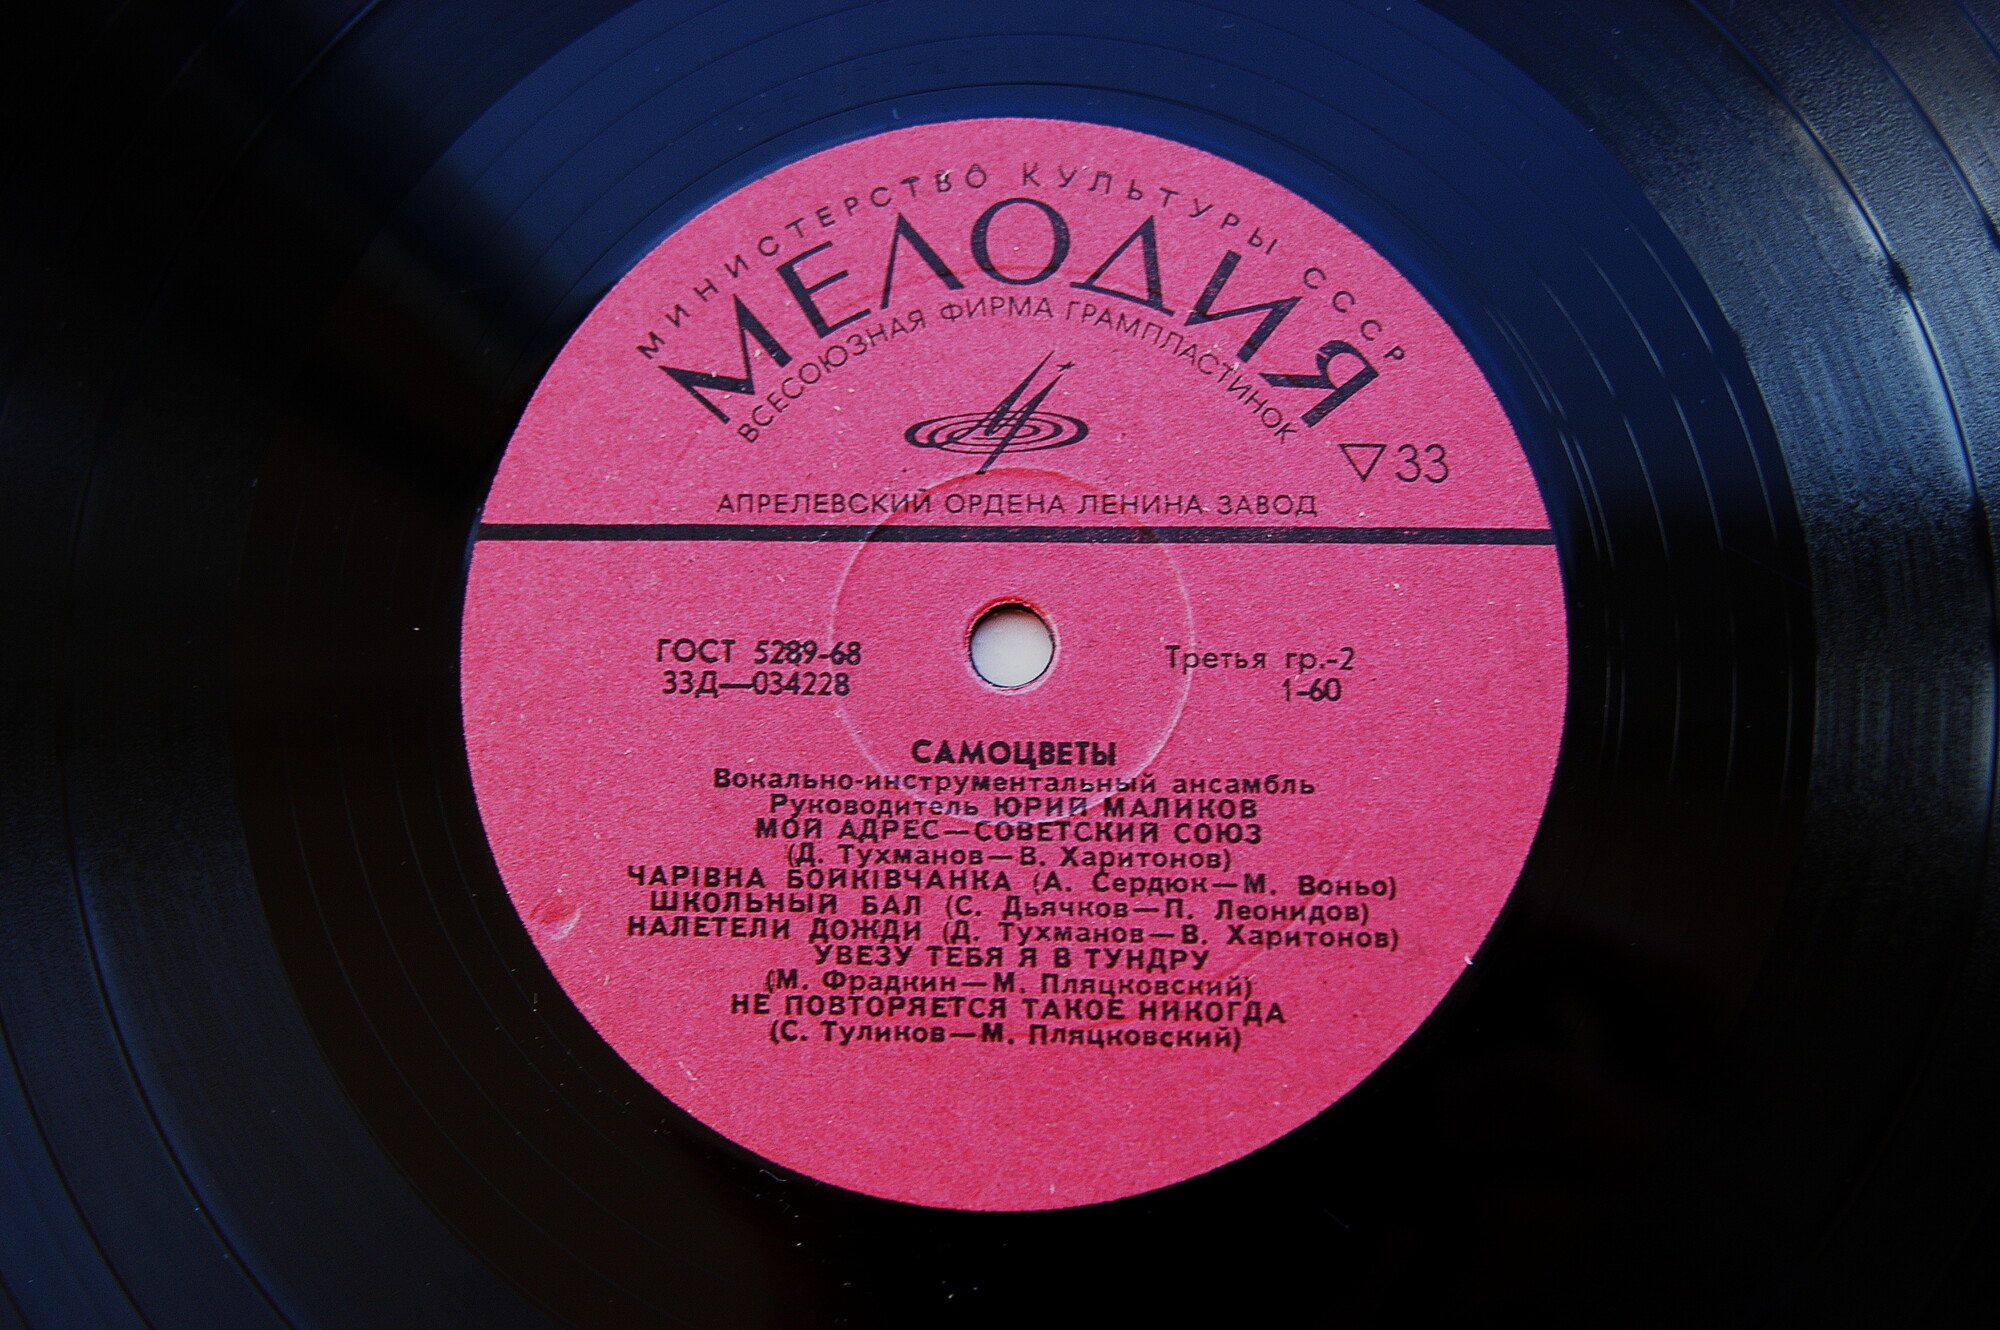 МИНИСТЕРСТВО КУЛЬТУРЫ СССР
МЕЛОДИЯ
ВСЕСОЮЗНАЯ ФИРМА ГРАМПЛАСТИНОК
33
АПРЕЛЕВСКИЙ ОРДЕНА ЛЕНИНА ЗАВОД
ГОСТ 5289-68
33Д—034228
Третья гр.-2
1-60
САМОЦВЕТЫ
Вокально-инструментальный ансамбль
Руководитель ЮРИЙ МАЛИКОВ
МОЙ АДРЕС—СОВЕТСКИЙ СОЮЗ
(Д. Тухманов—В. Харитонов)
ЧАРІВНА БОЙКІВЧАНКА (А. Сердюк—М. Воньо)
ШКОЛЬНЫЙ БАЛ (С. Дьячков—П. Леонидов)
НАЛЕТЕЛИ ДОЖДИ (Д. Тухманов—В. Харитонов)
УВЕЗУ ТЕБЯ Я В ТУНДРУ
(М. Фрадкин—М. Пляцковский)
НЕ ПОВТОРЯЕТСЯ ТАКОЕ НИКОГДА
(С. Туликов—М. Пляцковский)